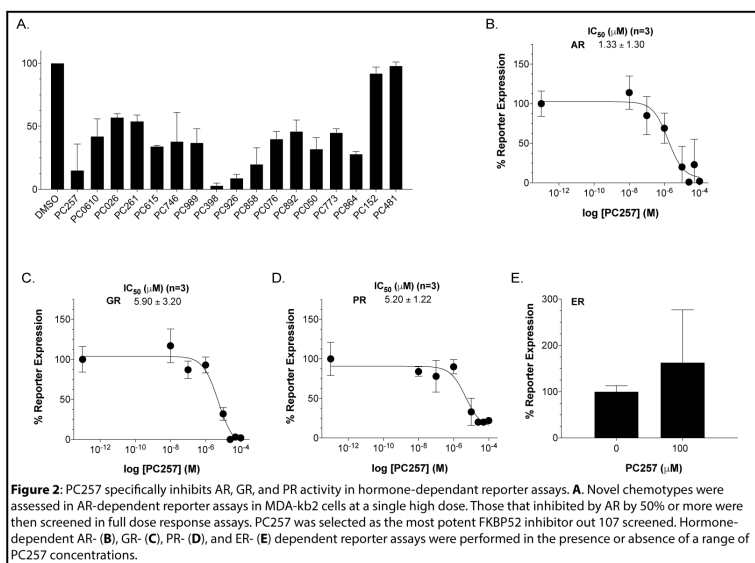 A.
100
50
0
DMSO
PC257
PC0610
PC026
PC261
PC615
PC746
PC989
PC398
PC926
PC858
PC076
PC892
PC050
PC773
PC864
PC152
PC481
B.
IC50 (μM) (n=3)
AR 1.33 ± 1.30
% Reporter Expression
150
100
50
0
10-12 10-10 10-8 10-6 10-4
log [PC257] (M)
C.
IC50 (μM) (n=3)
GR 5.90 ± 3.20
% Reporter Expression
150
100
50
0
10-12 10-10 10-8 10-6 10-4
log [PC257] (M)
D.
IC50 (μM) (n=3)
PR 5.20 ± 1.22
% Reporter Expression
150
100
50
0
10-12 10-10 10-8 10-6 10-4
log [PC257] (M)
E.
ER
% Reporter Expression
300
200
100
0
0 100
PC257 (μM)
Figure 2: PC257 specifically inhibits AR, GR, and PR activity in hormone-dependant reporter assays. A. Novel chemotypes were
assessed in AR-dependent reporter assays in MDA-kb2 cells at a single high dose. Those that inhibited by AR by 50% or more were
then screened in full dose response assays. PC257 was selected as the most potent FKBP52 inhibitor out 107 screened. Hormone-
dependent AR- (B), GR- (C), PR- (D), and ER- (E) dependent reporter assays were performed in the presence or absence of a range of
PC257 concentrations.